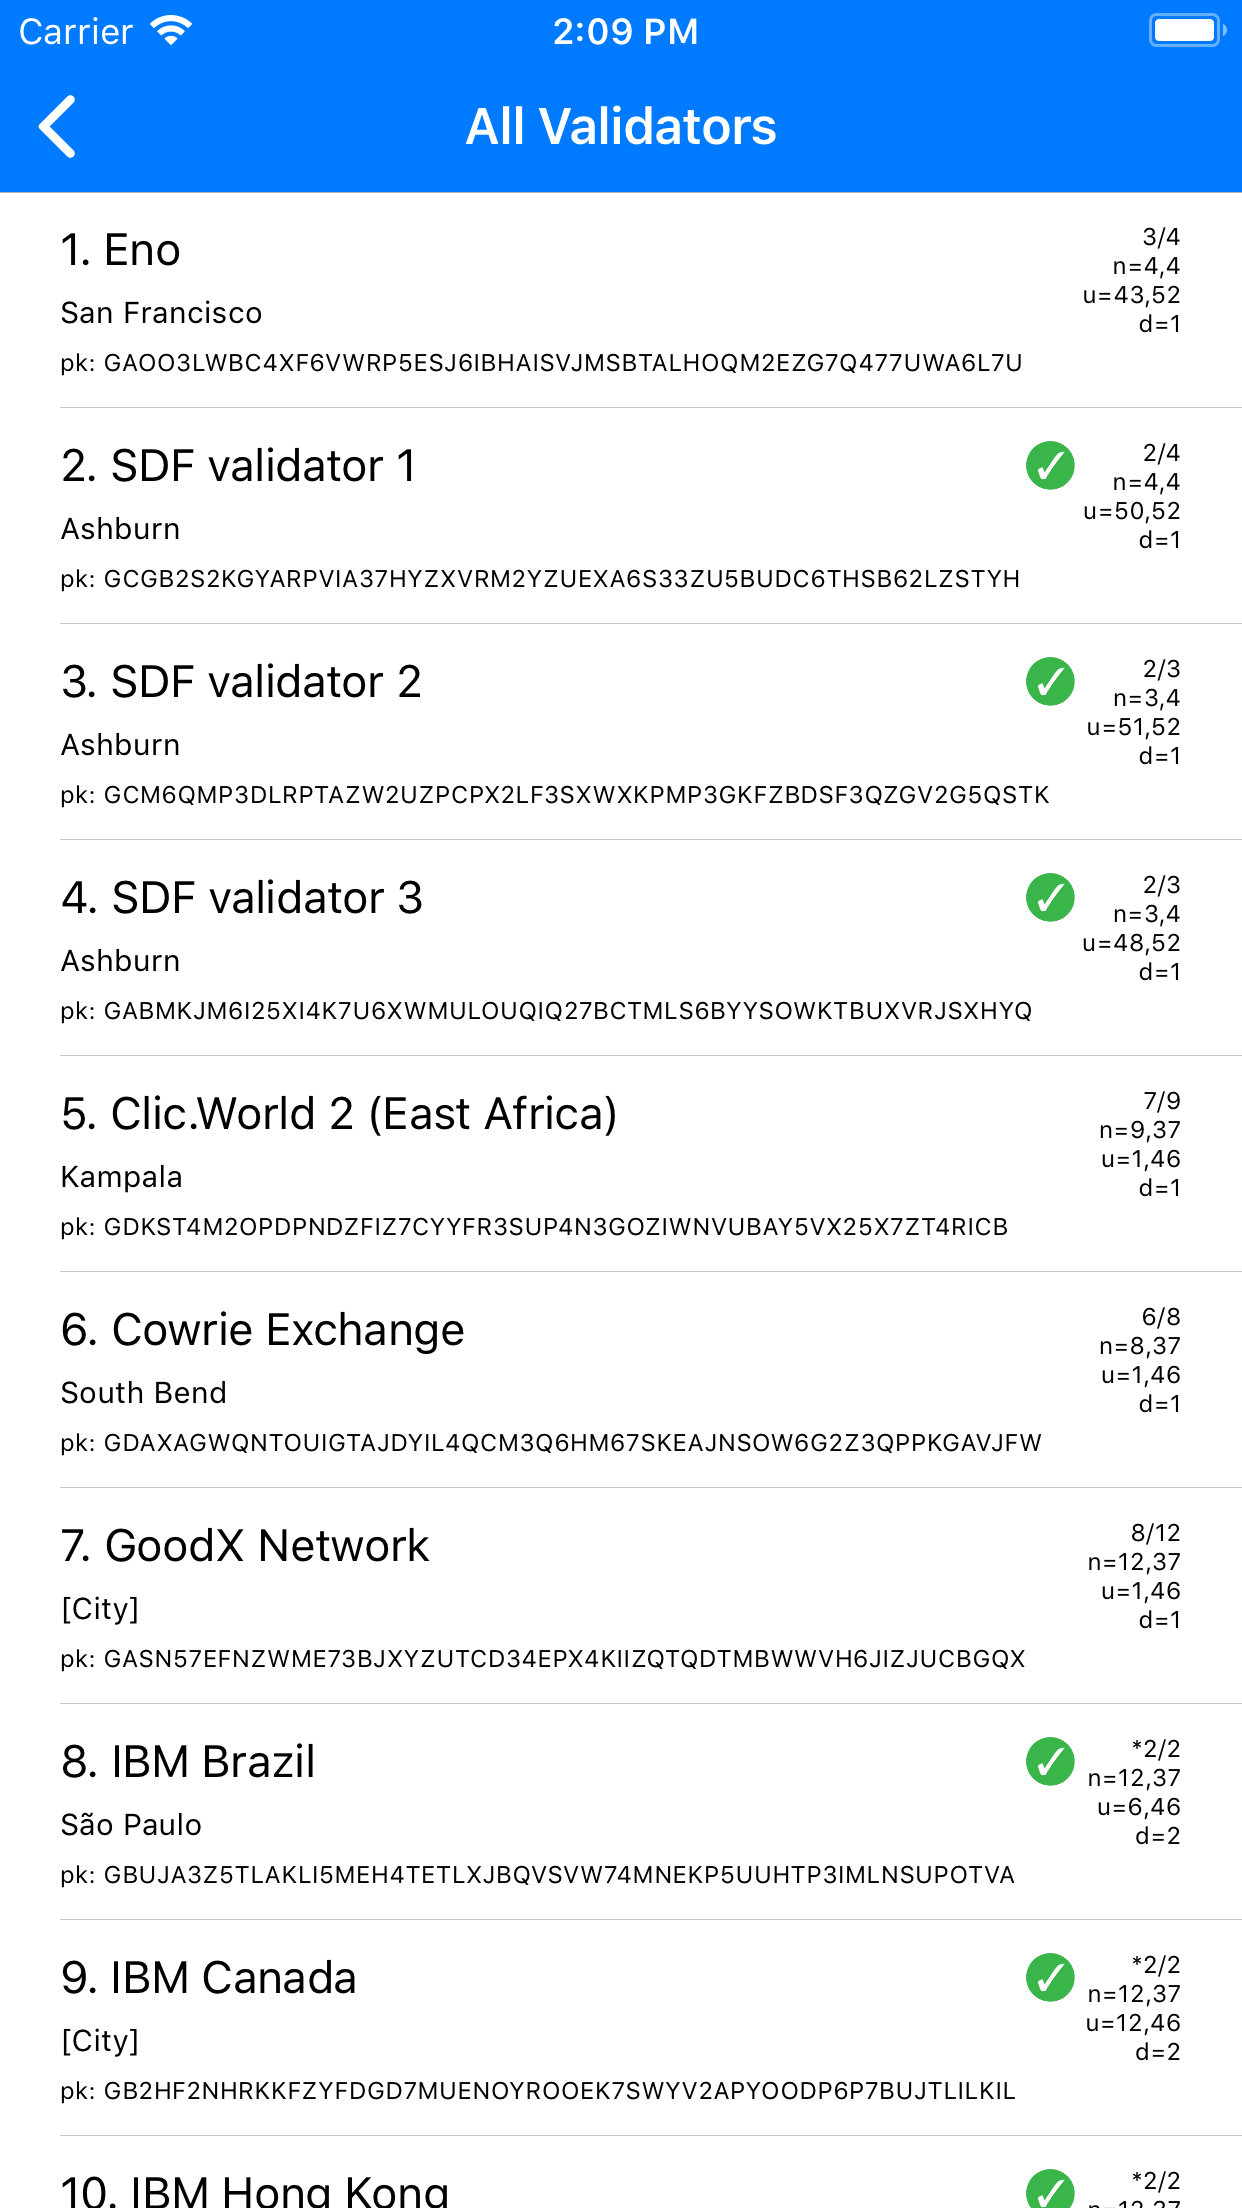 Carrier 2:09 PM
All Validators
1. Eno
3/4
n=4,4
u=43,52
d=1
San Francisco
pk: GAOO3LWBC4XF6VWRP5ESJ6IBHAISVJMSBTALHOQM2EZG7Q477UWA6L7U
2. SDF validator 1
2/4
n=4,4
u=50,52
d=1
Ashburn
pk: GCGB2S2KGYARPVIA37HYZXVRM2YZUEXA6S33ZU5BUDC6THSB62LZSTYH
3. SDF validator 2
2/3
n=3,4
u=51,52
d=1
Ashburn
pk: GCM6QMP3DLRPTAZW2UZPCPX2LF3SXWXKPMP3GKFZBDSF3QZGV2G5QSTK
4. SDF validator 3
2/3
n=3,4
u=48,52
d=1
Ashburn
pk: GABMKJM6I25XI4K7U6XWMULOUQIQ27BCTMLS6BYYSOWKTBUXVRJSXHYQ
5. Clic.World 2 (East Africa)
7/9
n=9,37
u=1,46
d=1
Kampala
pk: GDKST4M2OPDPNDZFIZ7CYYFR3SUP4N3GOZIWNVUBAY5VX25X7ZT4RICB
6. Cowrie Exchange
6/8
n=8,37
u=1,46
d=1
South Bend
pk: GDAXAGWQNTOUIGTAJDYIL4QCM3Q6HM67SKEAJNSOW6G2Z3QPPKGAVJFW
7. GoodX Network
8/12
n=12,37
u=1,46
d=1
[City]
pk: GASN57EFNZWME73BJXYZUTCD34EPX4KIIZQTQDTMBWWVH6JIZJUCBGQX
8. IBM Brazil
*2/2
n=12,37
u=6,46
d=2
São Paulo
pk: GBUJA3Z5TLAKLI5MEH4TETLXJBQVSVW74MNEKP5UUHTP3IMLNSUPOTVA
9. IBM Canada
*2/2
n=12,37
u=12,46
d=2
[City]
pk: GB2HF2NHRKKFZYFDGD7MUENOYROOEK7SWYV2APYOODP6P7BUJTLILKIL
10. IBM Hong Kong
*2/2
n=12,37